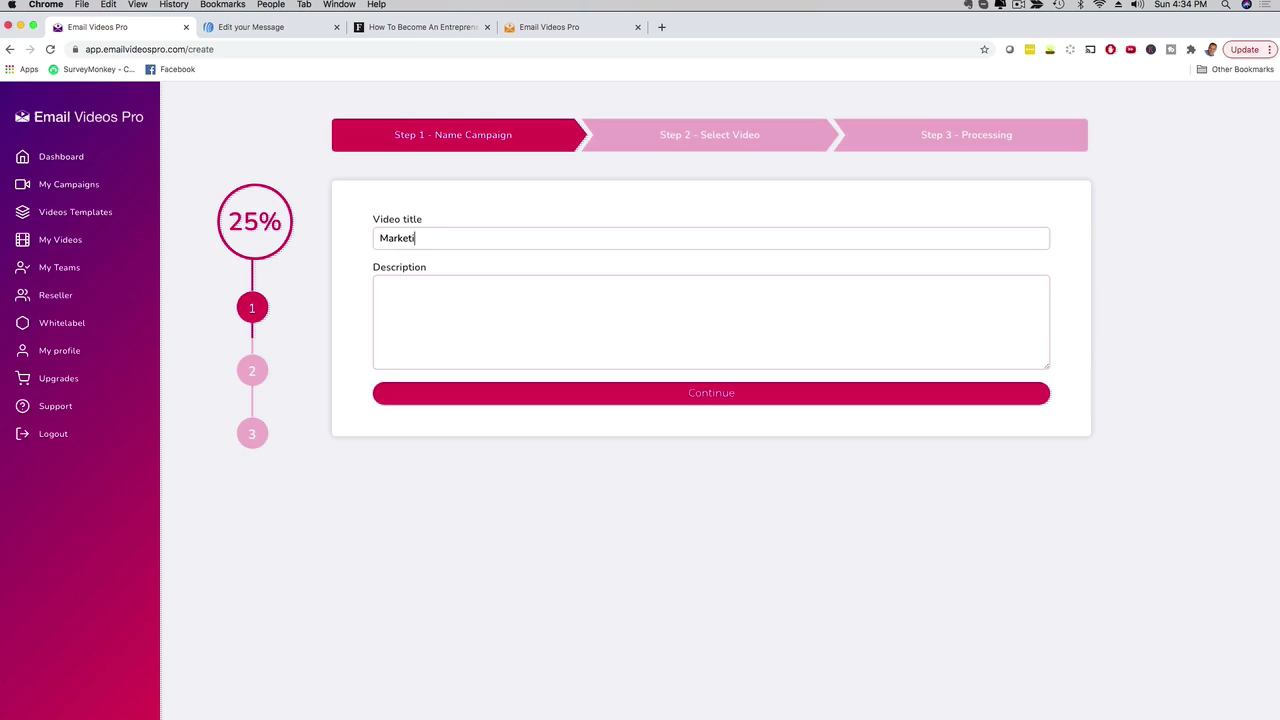 Chrome File Edit View History Bookmarks People Tab Window Help Sun 4:34 PM
Email Videos Pro Edit your Message How To Become An Entrepren Email Videos Pro
app.emailvideospro.com/create Update
Apps SurveyMonkey – C... Facebook Other Bookmarks
Email Videos Pro
Dashboard
My Campaigns
Videos Templates
My Videos
My Teams
Reseller
Whitelabel
My profile
Upgrades
Support
Logout
Step 1 - Name Campaign Step 2 - Select Video Step 3 - Processing
25%
1
2
3
Video title
Marketi
Description
Continue